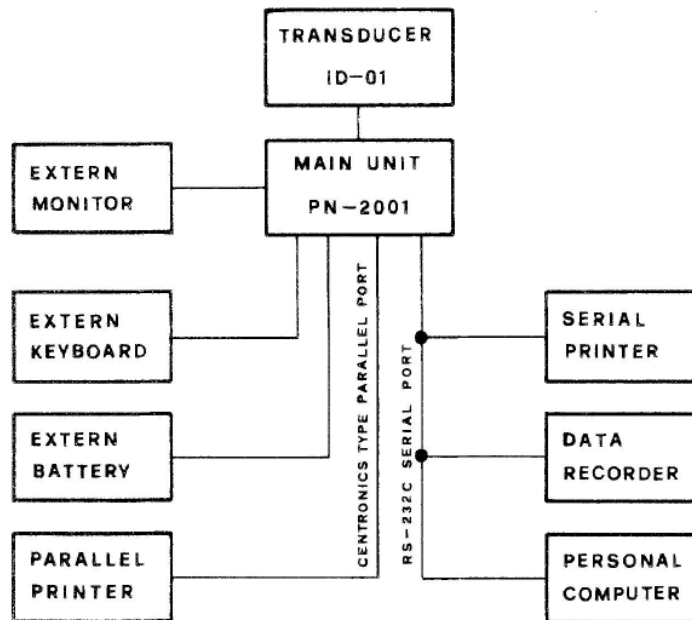 TRANSDUCER
ID-01
MAIN UNIT
PN-2001
EXTERN
MONITOR
EXTERN
KEYBOARD
EXTERN
BATTERY
PARALLEL
PRINTER
CENTRONICS TYPE PARALLEL PORT
RS-232C SERIAL PORT
SERIAL
PRINTER
DATA
RECORDER
PERSONAL
COMPUTER